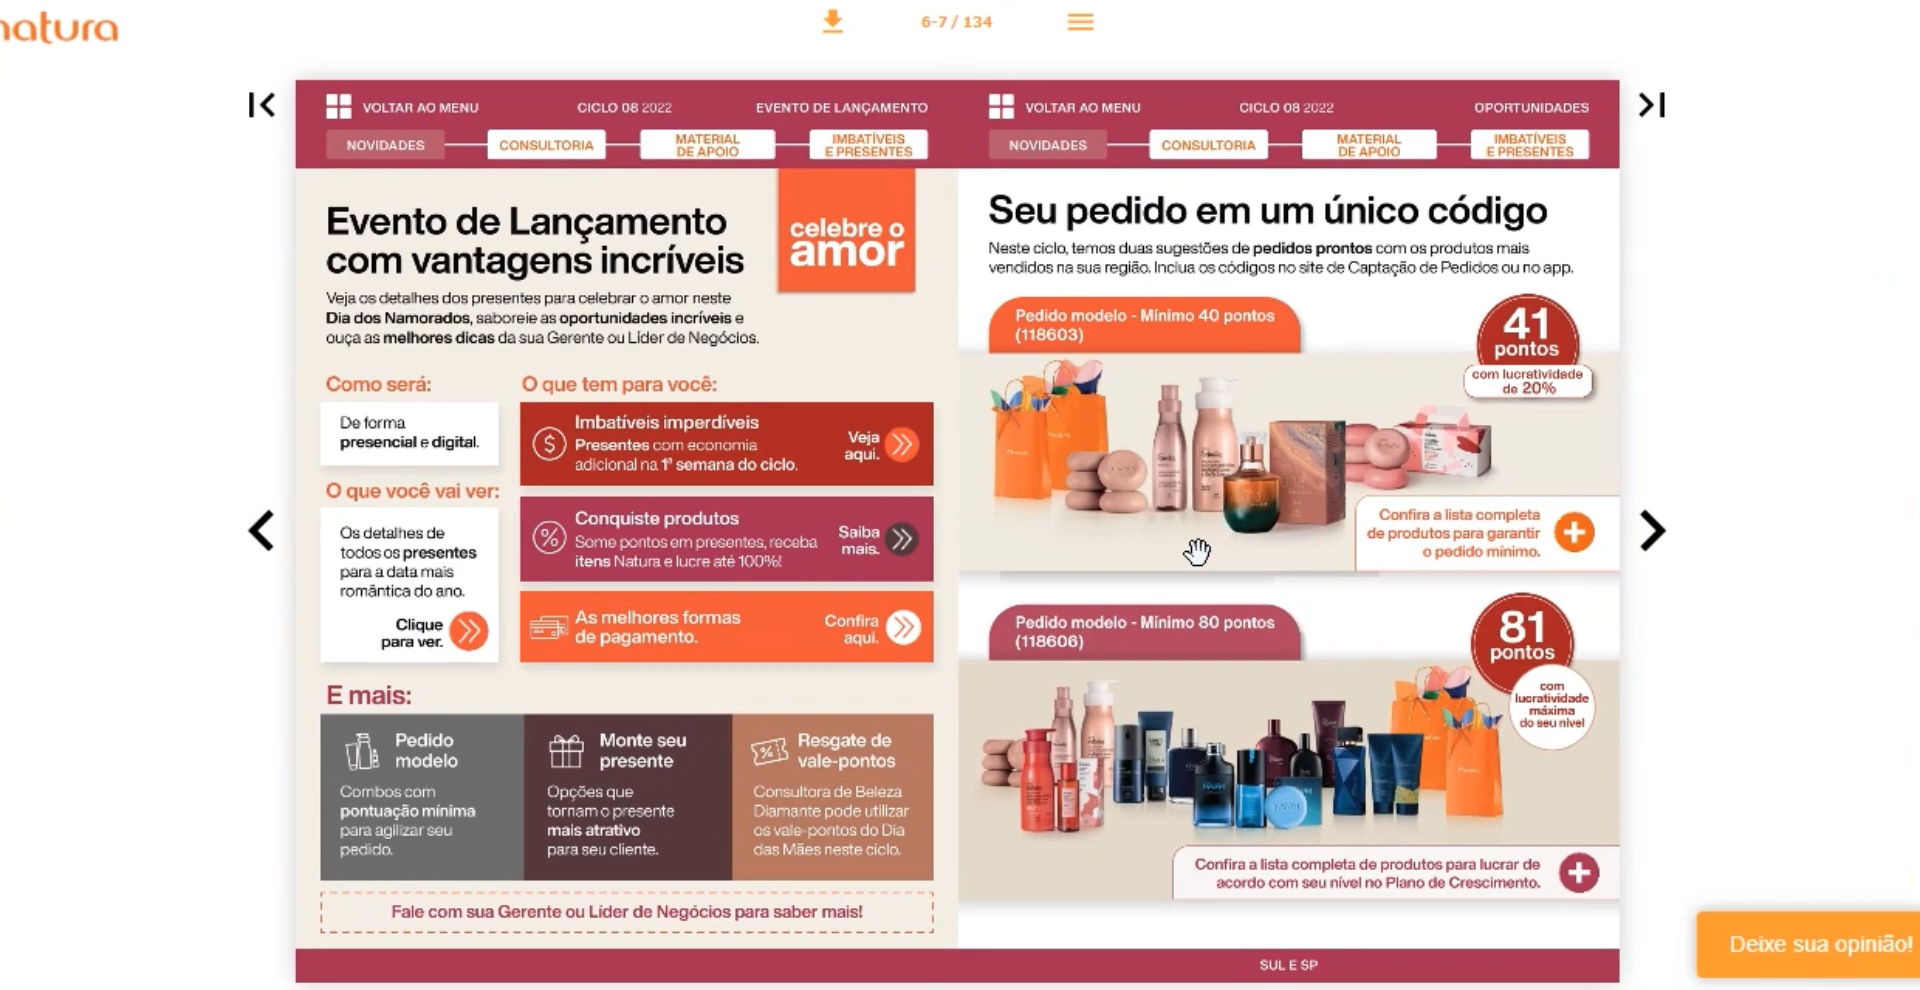 natura
6-7 / 134
VOLTAR AO MENU
CICLO 08 2022
EVENTO DE LANÇAMENTO
NOVIDADES
CONSULTORIA
MATERIAL
DE APOIO
IMBATÍVEIS
E PRESENTES
Evento de Lançamento
com vantagens incríveis
celebre o
amor
Veja os detalhes dos presentes para celebrar o amor neste
Dia dos Namorados, saboreie as oportunidades incríveis e
ouça as melhores dicas da sua Gerente ou Líder de Negócios.
Como será:
De forma
presencial e digital.
O que você vai ver:
Os detalhes de
todos os presentes
para a data mais
romântica do ano.
Clique
para ver.
O que tem para você:
Imbatíveis imperdíveis
Presentes com economia
adicional na 1ª semana do ciclo.
Veja
aqui.
Conquiste produtos
Some pontos em presentes, receba
itens Natura e lucre até 100%!
Saiba
mais.
As melhores formas
de pagamento.
Confira
aqui.
E mais:
Pedido
modelo
Combos com
pontuação mínima
para agilizar seu
pedido.
Monte seu
presente
Opções que
tornam o presente
mais atrativo
para seu cliente.
Resgate de
vale-pontos
Consultora de Beleza
Diamante pode utilizar
os vale-pontos do Dia
das Mães neste ciclo.
Fale com sua Gerente ou Líder de Negócios para saber mais!
VOLTAR AO MENU
CICLO 08 2022
OPORTUNIDADES
NOVIDADES
CONSULTORIA
MATERIAL
DE APOIO
IMBATÍVEIS
E PRESENTES
Seu pedido em um único código
Neste ciclo, temos duas sugestões de pedidos prontos com os produtos mais
vendidos na sua região. Inclua os códigos no site de Captação de Pedidos ou no app.
Pedido modelo - Mínimo 40 pontos
(118603)
41
pontos
com lucratividade
de 20%
Confira a lista completa
de produtos para garantir
o pedido mínimo.
Pedido modelo - Mínimo 80 pontos
(118606)
81
pontos
com
lucratividade
máxima
do seu nível
Confira a lista completa de produtos para lucrar de
acordo com seu nível no Plano de Crescimento.
SUL E SP
Deixe sua opinião!